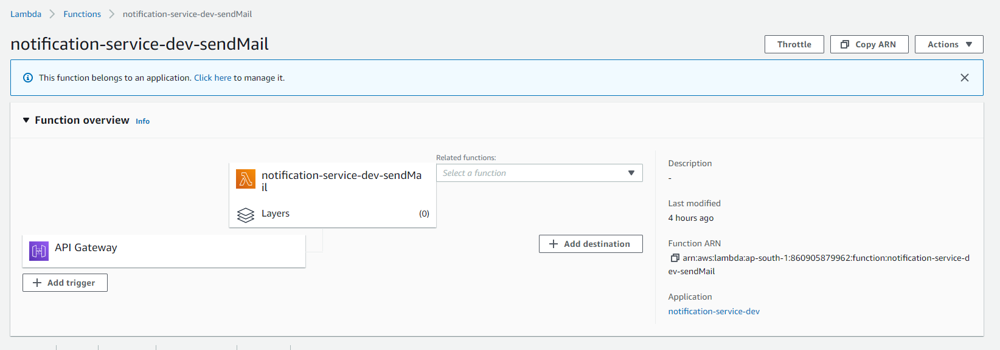 Lambda > Functions > notification-service-dev-sendMail
notification-service-dev-sendMail
Throttle
Copy ARN
Actions
This function belongs to an application. Click here to manage it.
Function overview Info
notification-service-dev-sendMa
il
Layers (0)
Related functions:
Select a function
API Gateway
Add trigger
Add destination
Description
-
Last modified
4 hours ago
Function ARN
arn:aws:lambda:ap-south-1:860905879962:function:notification-service-d
ev-sendMail
Application
notification-service-dev